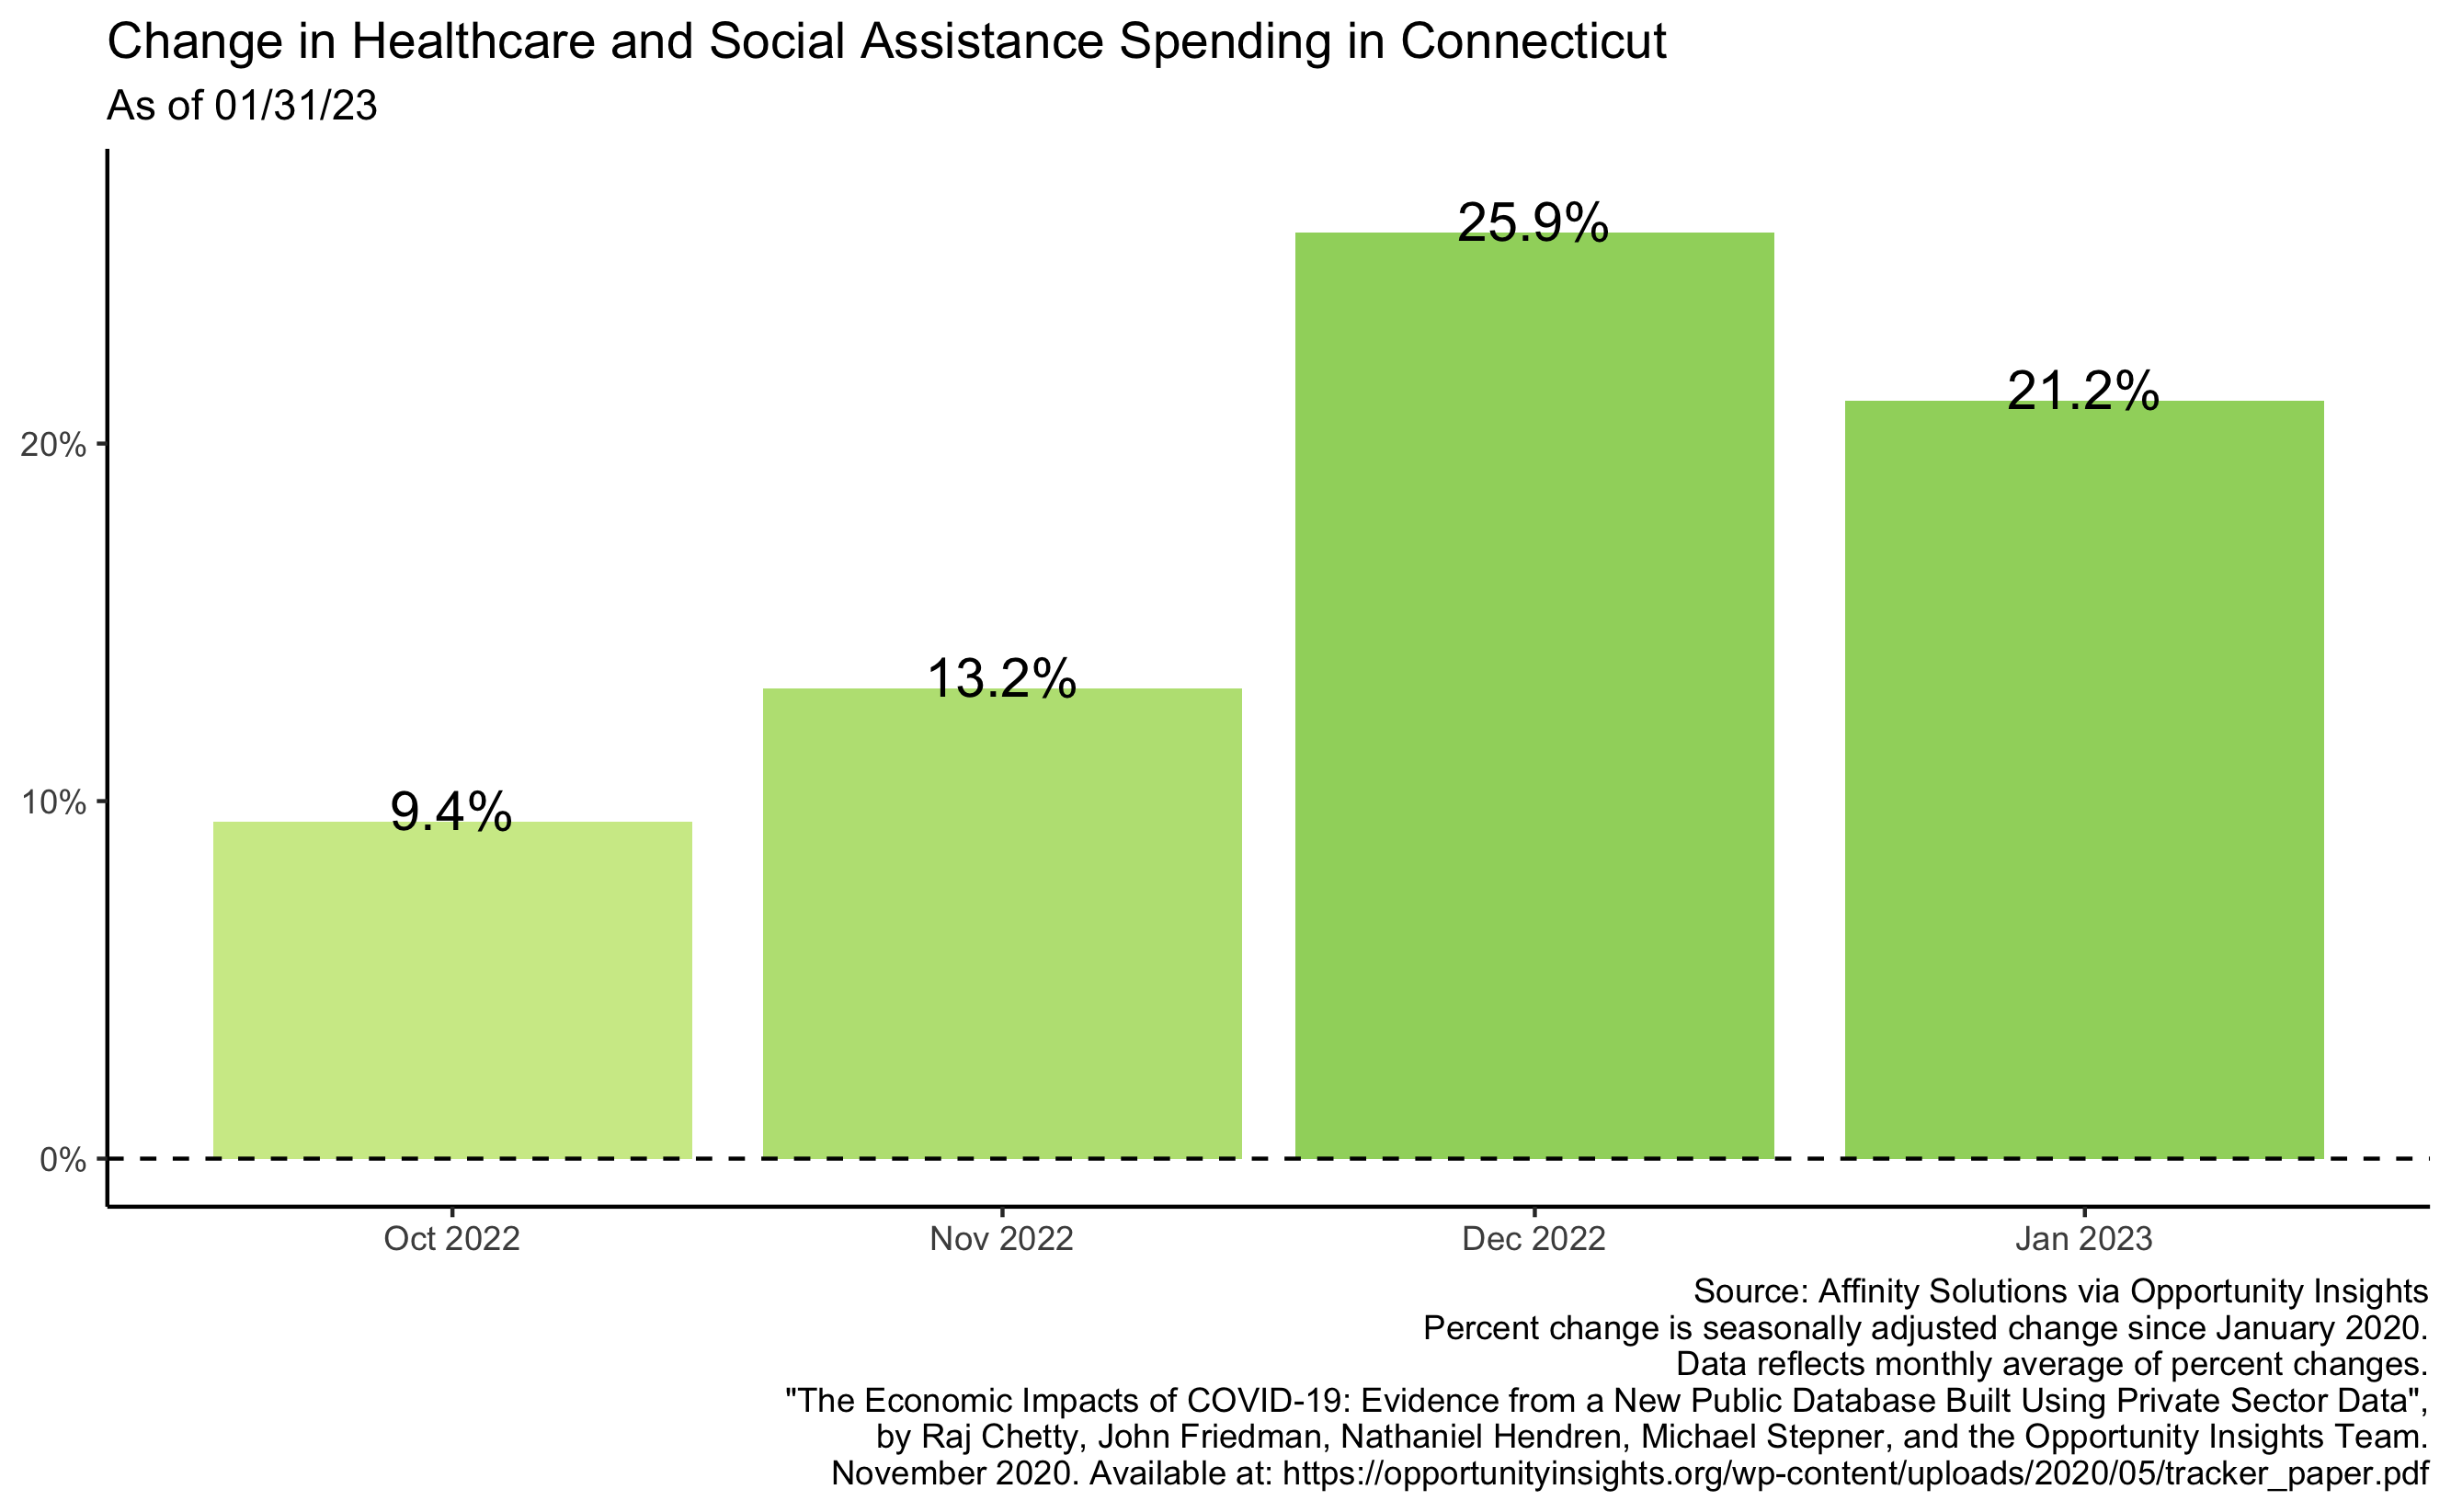 Change in Healthcare and Social Assistance Spending in Connecticut
As of 01/31/23
25.9%
21.2%
20%
13.2%
10%
9.4%
0%
Oct 2022
Nov 2022
Dec 2022
Jan 2023
Source: Affinity Solutions via Opportunity Insights
Percent change is seasonally adjusted change since January 2020.
Data reflects monthly average of percent changes.
"The Economic Impacts of COVID-19: Evidence from a New Public Database Built Using Private Sector Data",
by Raj Chetty, John Friedman, Nathaniel Hendren, Michael Stepner, and the Opportunity Insights Team.
November 2020. Available at: https://opportunityinsights.org/wp-content/uploads/2020/05/tracker_paper.pdf